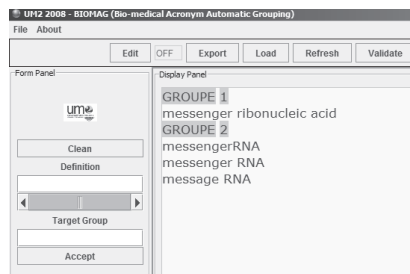 UM2 2008 - BIOMAG (Bio-medical Acronym Automatic Grouping)
File About
Edit OFF Export Load Refresh Validate
Form Panel
um2
Clean
Definition
Target Group
Accept
Display Panel
GROUPE 1
messenger ribonucleic acid
GROUPE 2
messengerRNA
messenger RNA
message RNA